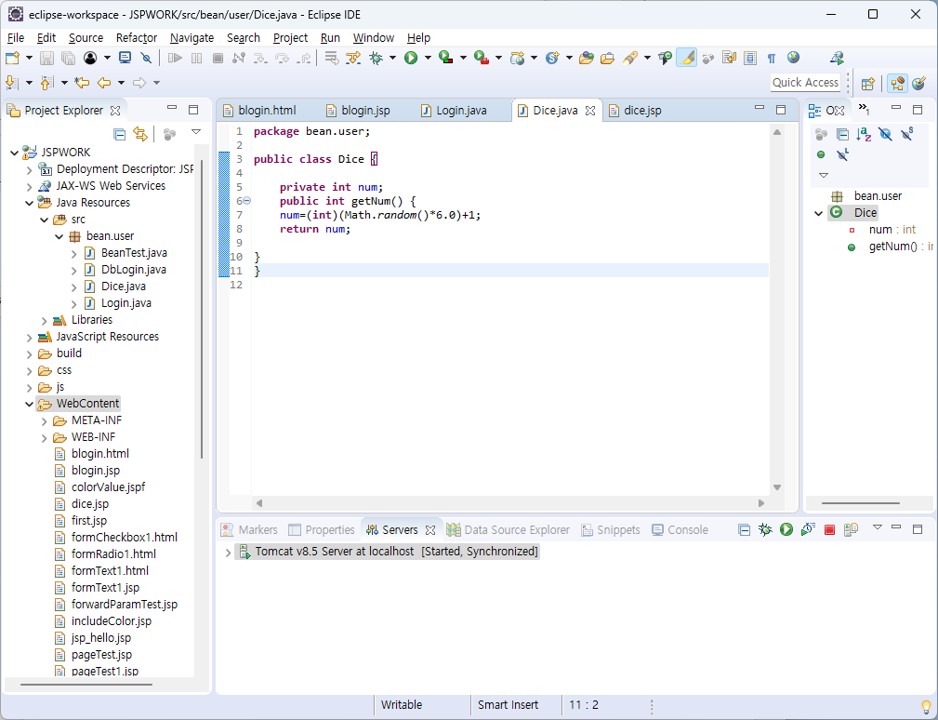 eclipse-workspace - JSPWORK/src/bean/user/Dice.java - Eclipse IDE
File Edit Source Refactor Navigate Search Project Run Window Help
Quick Access
Project Explorer
JSPWORK
Deployment Descriptor: JSP
JAX-WS Web Services
Java Resources
src
bean.user
BeanTest.java
DbLogin.java
Dice.java
Login.java
Libraries
JavaScript Resources
build
css
js
WebContent
META-INF
WEB-INF
blogin.html
blogin.jsp
colorValue.jspf
dice.jsp
first.jsp
formCheckbox1.html
formRadio1.html
formText1.html
formText1.jsp
forwardParamTest.jsp
includeColor.jsp
jsp_hello.jsp
pageTest.jsp
pageTest1.jsp
blogin.html blogin.jsp Login.java Dice.java dice.jsp
1 package bean.user;
2
3 public class Dice {
4
5 private int num;
6 public int getNum() {
7 num=(int)(Math.random()*6.0)+1;
8 return num;
9
10 }
11 }
12
bean.user
Dice
num : int
getNum() : in
Markers Properties Servers Data Source Explorer Snippets Console
Tomcat v8.5 Server at localhost [Started, Synchronized]
Writable Smart Insert 11 : 2